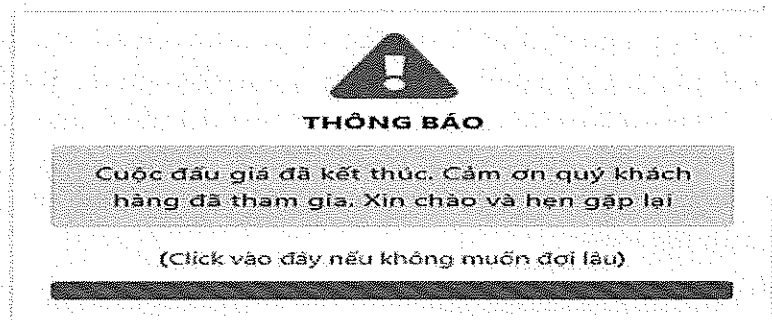 THÔNG BÁO
Cuộc đấu giá đã kết thúc. Cảm ơn quý khách
hàng đã tham gia. Xin chào và hẹn gặp lại
(Click vào đây nếu không muốn đợi lâu)